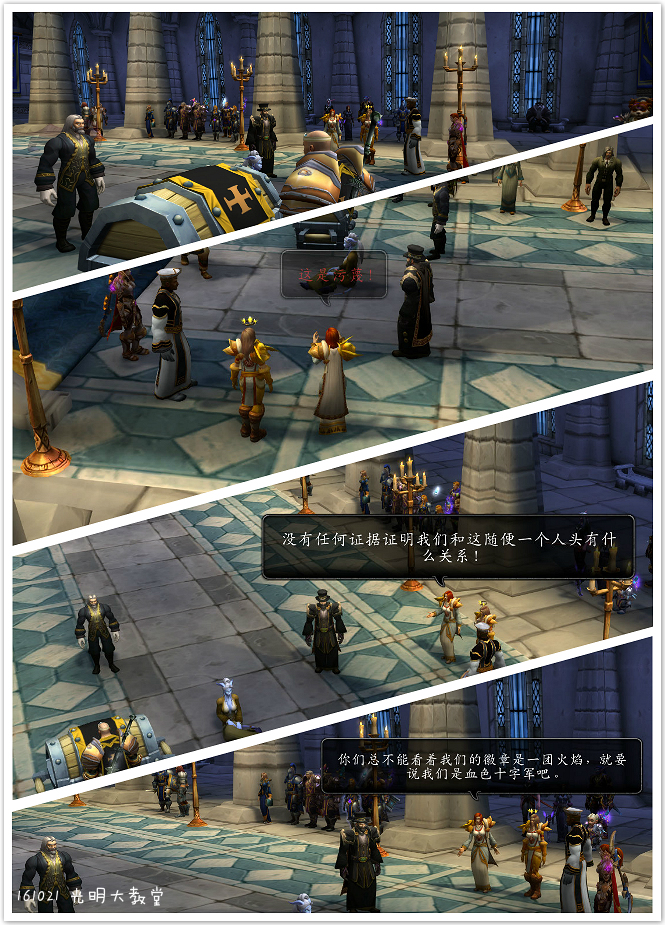 这是污蔑！
没有任何证据证明我们和这随便一个人头有什
么关系！
你们总不能看着我们的徽章是一团火焰，就要
说我们是血色十字军吧。
161021 光明大教堂